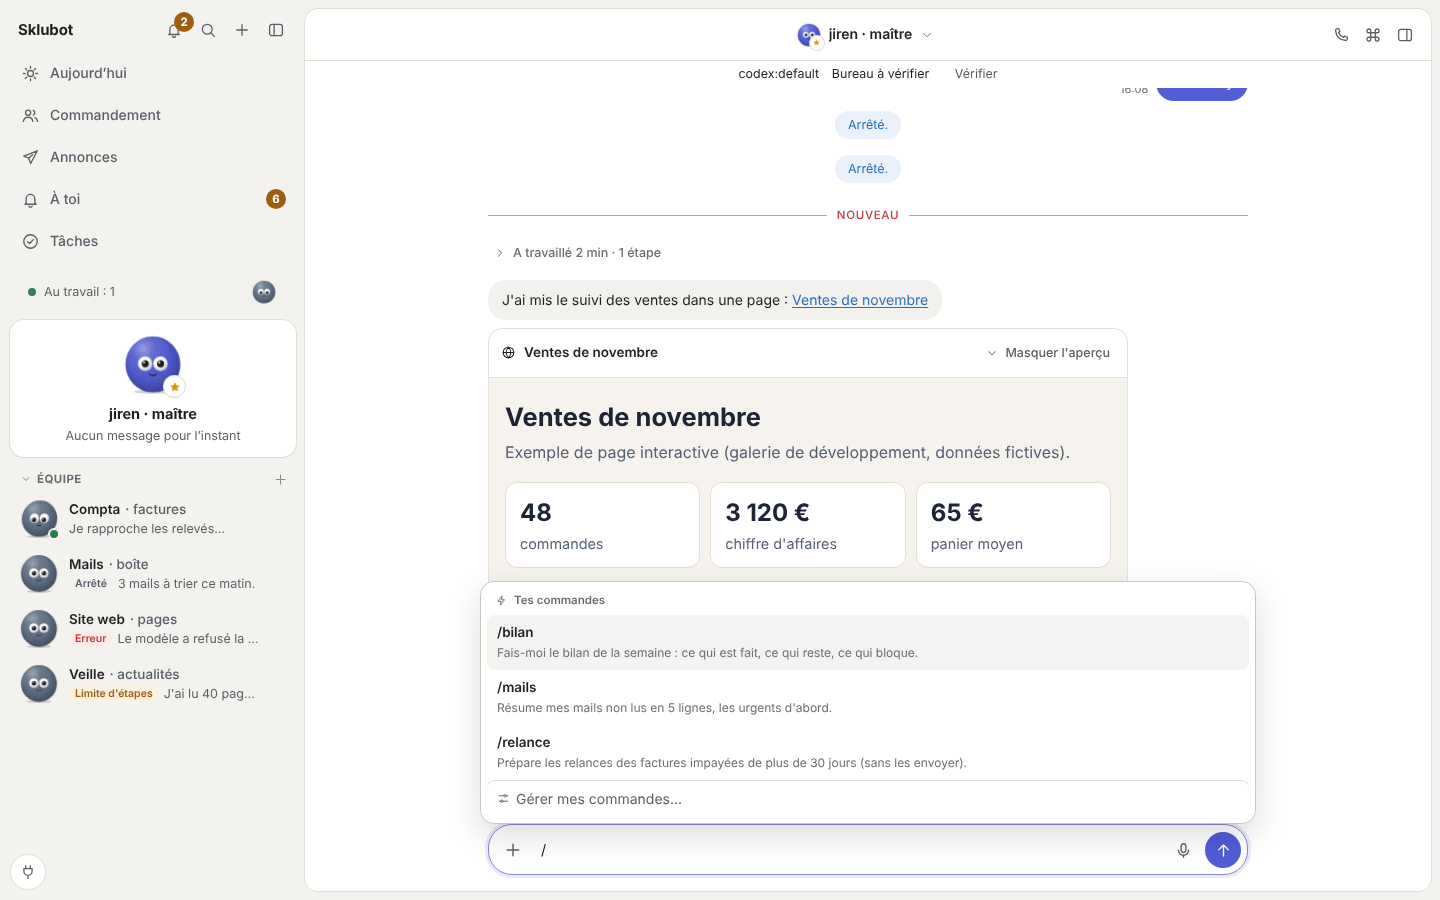 Sklubot
2
Aujourd'hui
Commandement
Annonces
À toi
6
Tâches
Au travail : 1
jiren · maître
Aucun message pour l'instant
ÉQUIPE
Compta · factures
Je rapproche les relevés...
Mails · boîte
Arrêté 3 mails à trier ce matin.
Site web · pages
Erreur Le modèle a refusé la ...
Veille · actualités
Limite d'étapes J'ai lu 40 pag...
jiren · maître
codex:default Bureau à vérifier Vérifier
16:08
Arrêté.
Arrêté.
NOUVEAU
A travaillé 2 min · 1 étape
J'ai mis le suivi des ventes dans une page : Ventes de novembre
Ventes de novembre
Masquer l'aperçu
Ventes de novembre
Exemple de page interactive (galerie de développement, données fictives).
48
commandes
3 120 €
chiffre d'affaires
65 €
panier moyen
Tes commandes
/bilan
Fais-moi le bilan de la semaine : ce qui est fait, ce qui reste, ce qui bloque.
/mails
Résume mes mails non lus en 5 lignes, les urgents d'abord.
/relance
Prépare les relances des factures impayées de plus de 30 jours (sans les envoyer).
Gérer mes commandes...
/